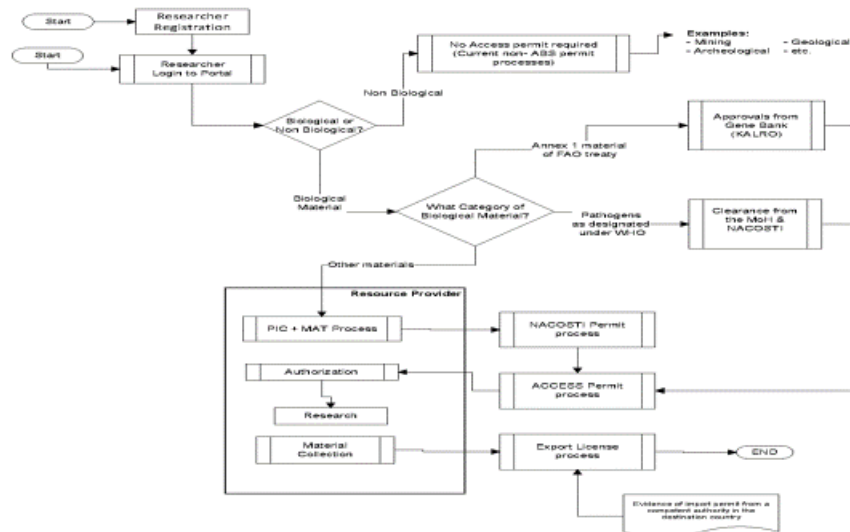 Start
Researcher
Registration
Start
Researcher
Login to Portal
No Access permit required
(Current non- ABS permit
processes)
Examples:
- Mining - Geological
- Archeological - etc.
Non Biological
Biological or
Non Biological?
Approvals from
Gene Bank
(KALRO)
Annex 1 material
of FAO treaty
Biological
Material
What Category of
Biological Material?
Pathogens
as designated
under WHO
Clearance from
the MoH &
NACOSTI
Other materials
Resource Provider
PIC + MAT Process
NACOSTI Permit
process
Authorization
ACCESS Permit
process
Research
Material
Collection
Export License
process
END
Evidence of import permit from a
competent authority in the
destination country